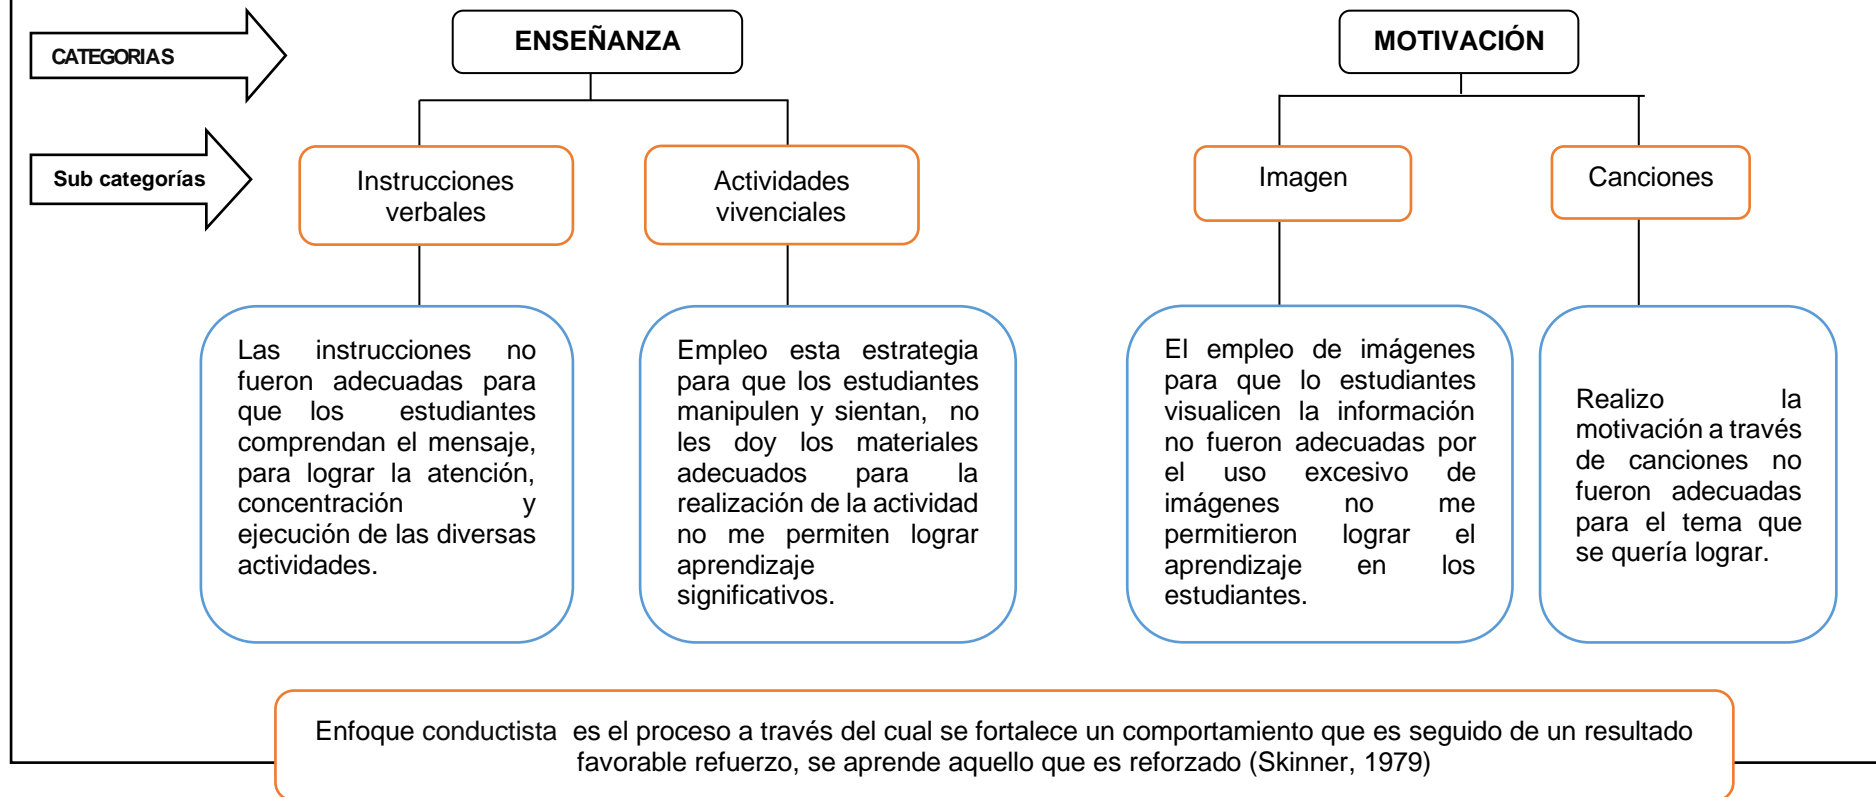 CATEGORIAS
ENSEÑANZA
MOTIVACIÓN
Sub categorías
Instrucciones
verbales
Actividades
vivenciales
Imagen
Canciones
Las instrucciones no
fueron adecuadas para
que los estudiantes
comprendan el mensaje,
para lograr la atención,
concentración y
ejecución de las diversas
actividades.
Empleo esta estrategia
para que los estudiantes
manipulen y sientan, no
les doy los materiales
adecuados para la
realización de la actividad
no me permiten lograr
aprendizaje
significativos.
El empleo de imágenes
para que lo estudiantes
visualicen la información
no fueron adecuadas por
el uso excesivo de
imágenes no me
permitieron lograr el
aprendizaje en los
estudiantes.
Realizo la
motivación a través
de canciones no
fueron adecuadas
para el tema que
se quería lograr.
Enfoque conductista es el proceso a través del cual se fortalece un comportamiento que es seguido de un resultado
favorable refuerzo, se aprende aquello que es reforzado (Skinner, 1979)